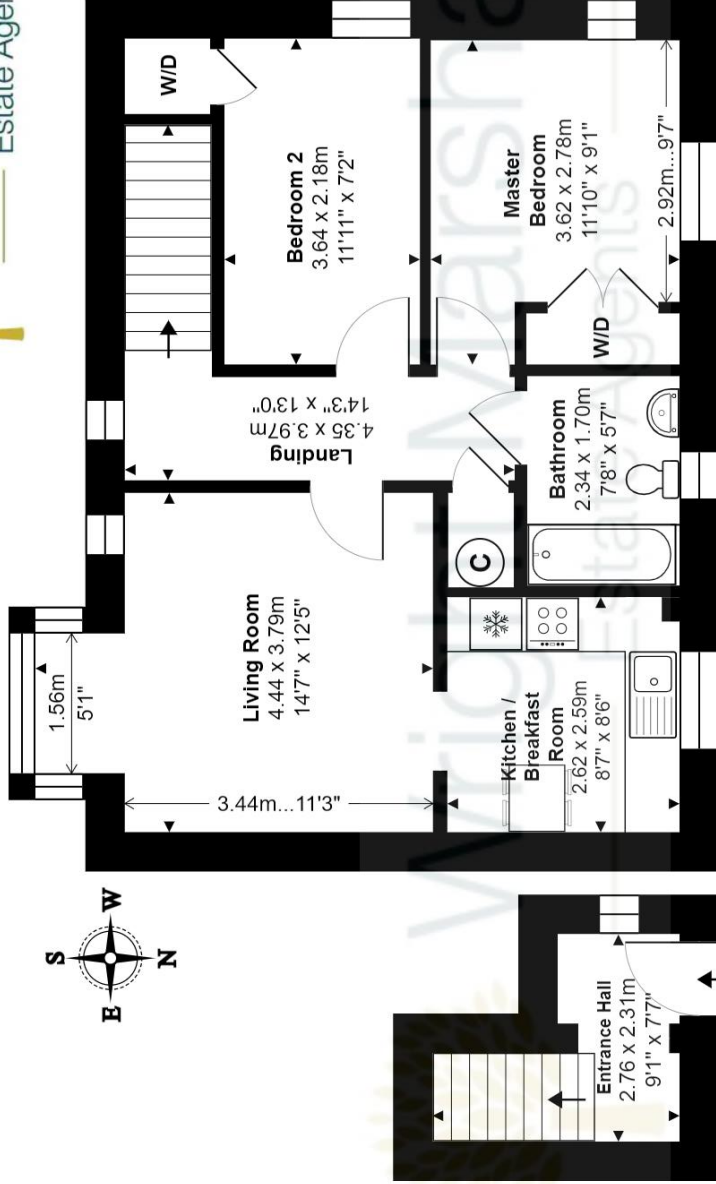 Estate Agen
W/D
Bedroom 2
3.64 x 2.18m
11'11" x 7'2"
Master
Bedroom
3.62 x 2.78m
11'10" x 9'1"
2.92m...9'7"
W/D
Landing
4.35 x 3.97m
14'3" x 13'0"
Bathroom
2.34 x 1.70m
7'8" x 5'7"
C
1.56m
5'1"
Living Room
4.44 x 3.79m
14'7" x 12'5"
3.44m...11'3"
Kitchen /
Breakfast
Room
2.62 x 2.59m
8'7" x 8'6"
S
E W
N
Entrance Hall
2.76 x 2.31m
9'1" x 7'7"
Wright Marsha
Estate Agents